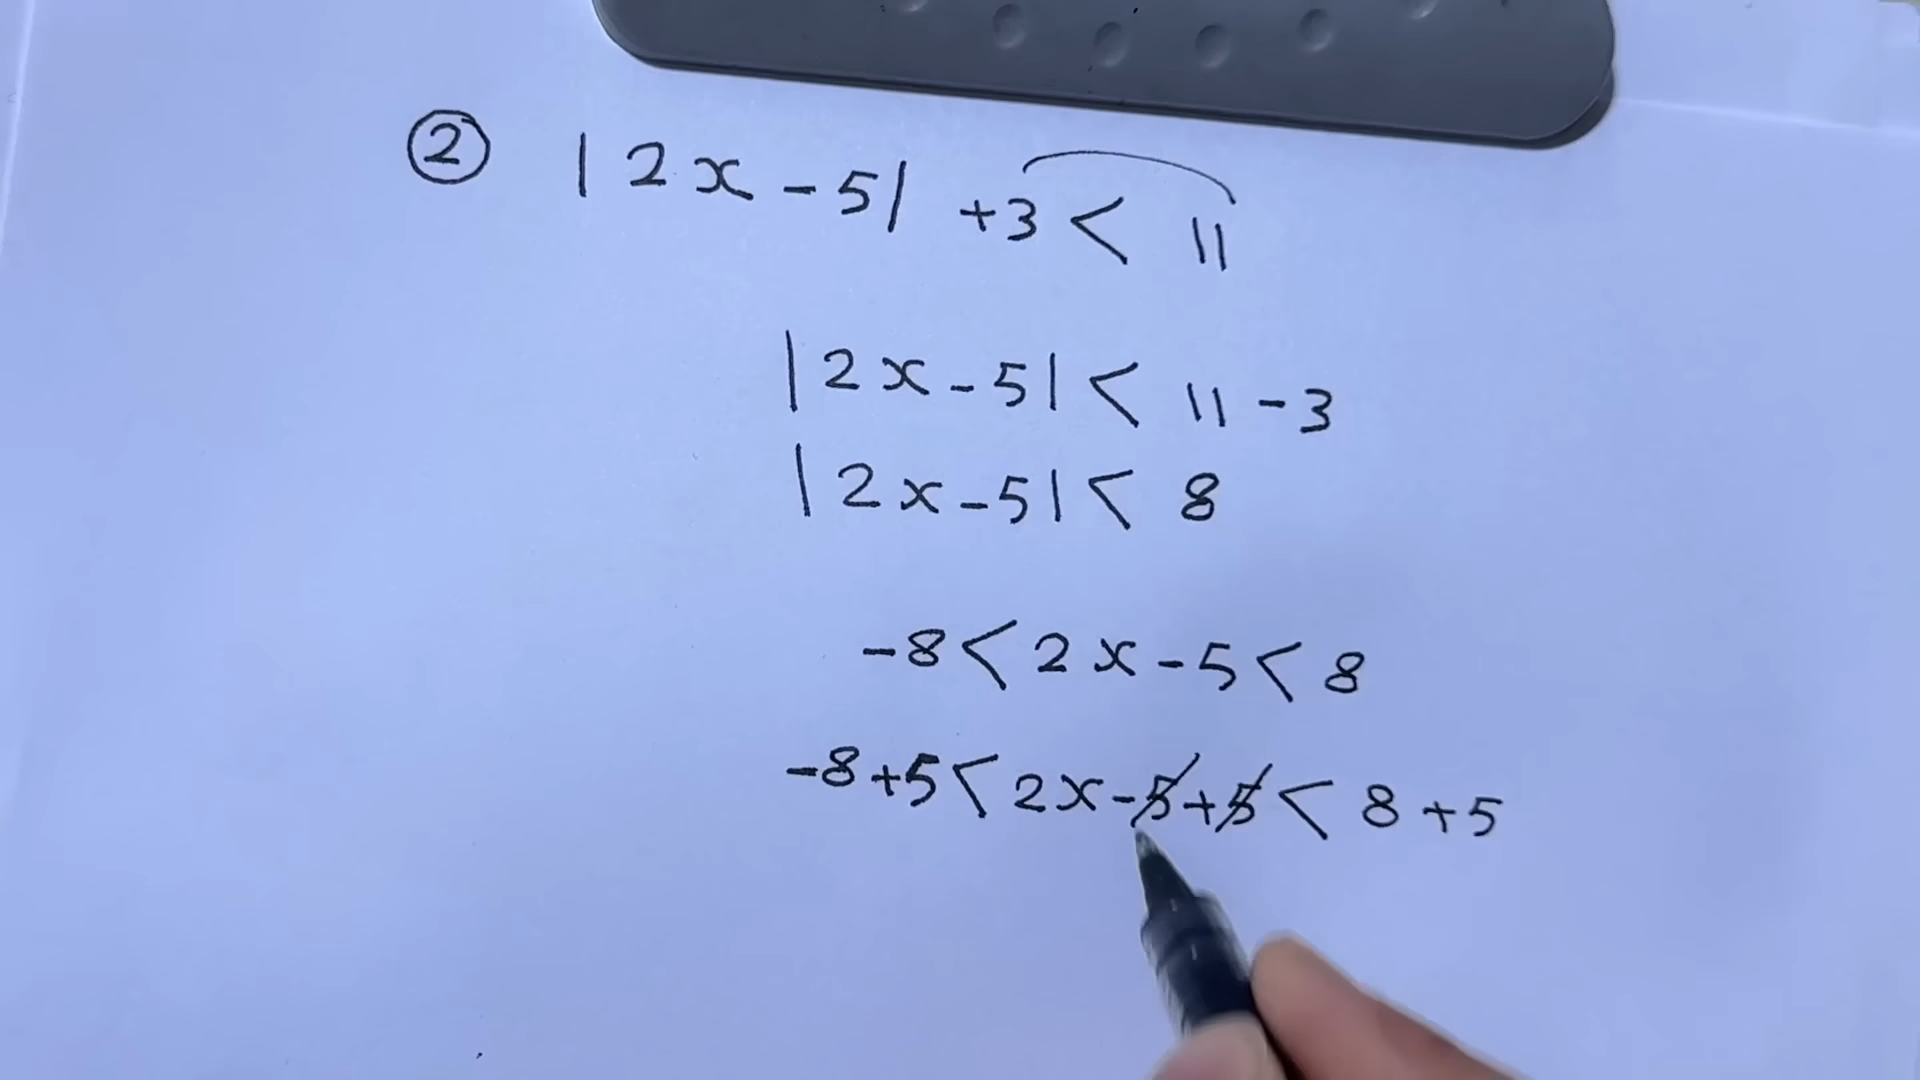 ② |2x-5| +3 < 11
|2x-5| < 11-3
|2x-5| < 8
-8 < 2x-5 < 8
-8+5 < 2x-5+5 < 8+5